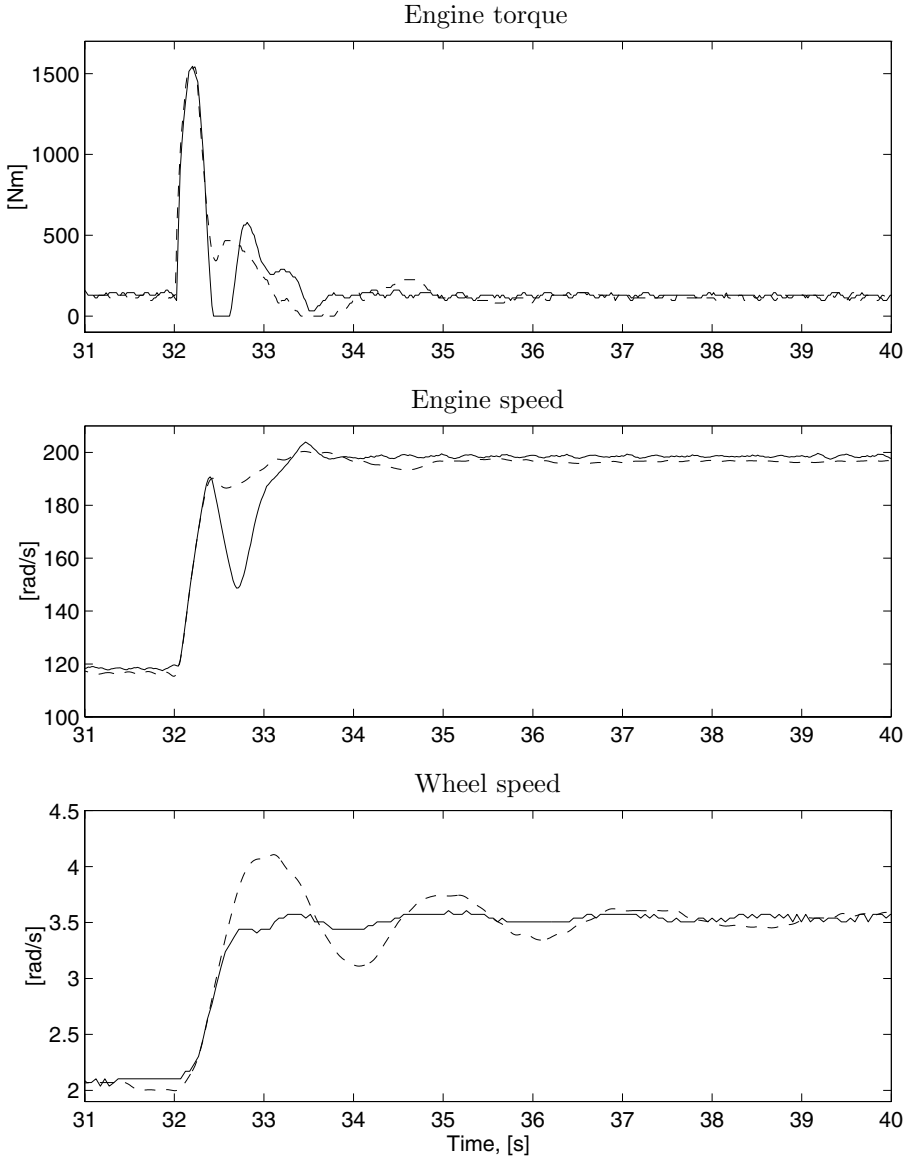 Engine torque
1500
1000
500
0
[Nm]
31 32 33 34 35 36 37 38 39 40
Engine speed
200
180
160
140
120
100
[rad/s]
31 32 33 34 35 36 37 38 39 40
Wheel speed
4.5
4
3.5
3
2.5
2
[rad/s]
31 32 33 34 35 36 37 38 39 40
Time, [s]